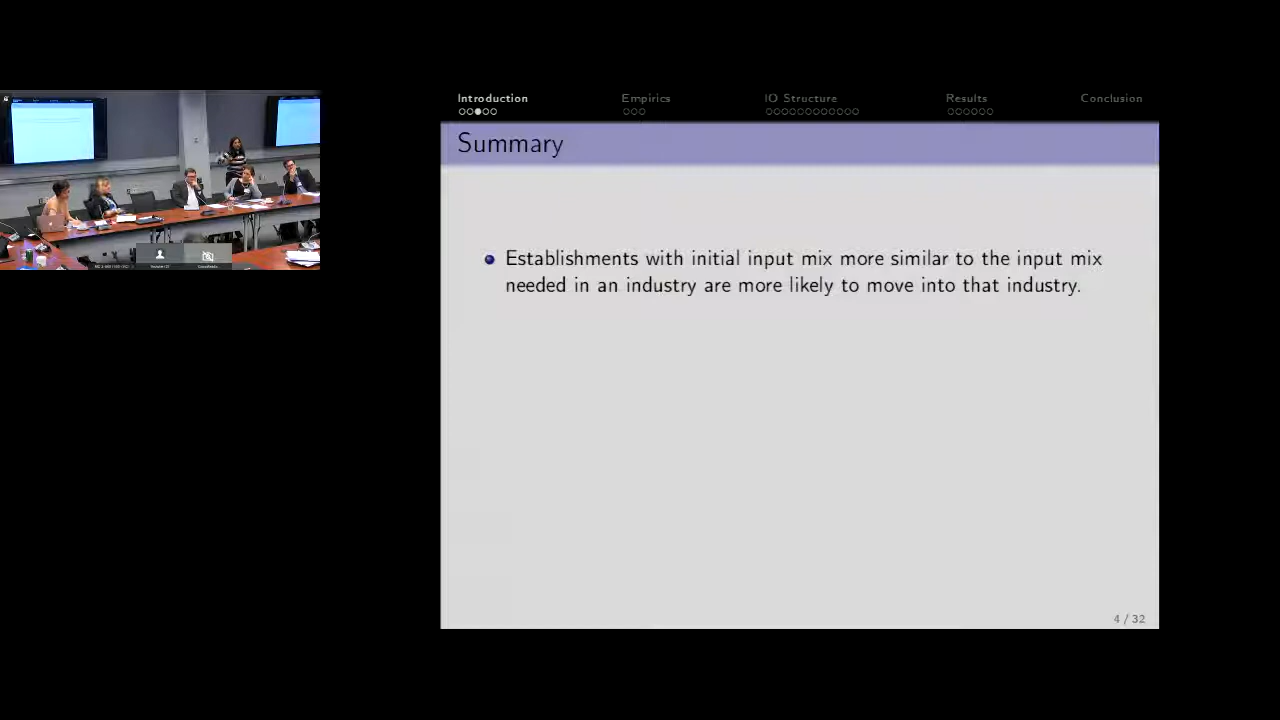 Introduction
Empirics
IO Structure
Results
Conclusion
Summary
Establishments with initial input mix more similar to the input mix
needed in an industry are more likely to move into that industry.
4 / 32